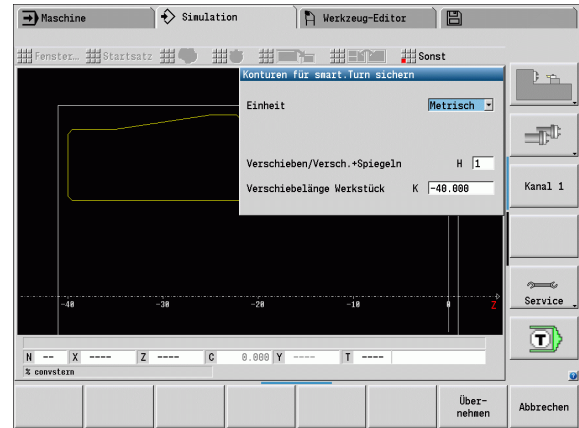 Maschine Simulation Werkzeug-Editor
Fenster... Startsatz Sonst
Konturen für smart.Turn sichern
Einheit Metrisch
Verschieben/Versch.+Spiegeln H 1
Verschiebelänge Werkstück K -40.000
Kanal 1
-40 -30 -20 -10 0 Z
Service
N -- X ---- Z ---- C 0.000 Y ---- T ----
% convstern
T
Über-
nehmen
Abbrechen